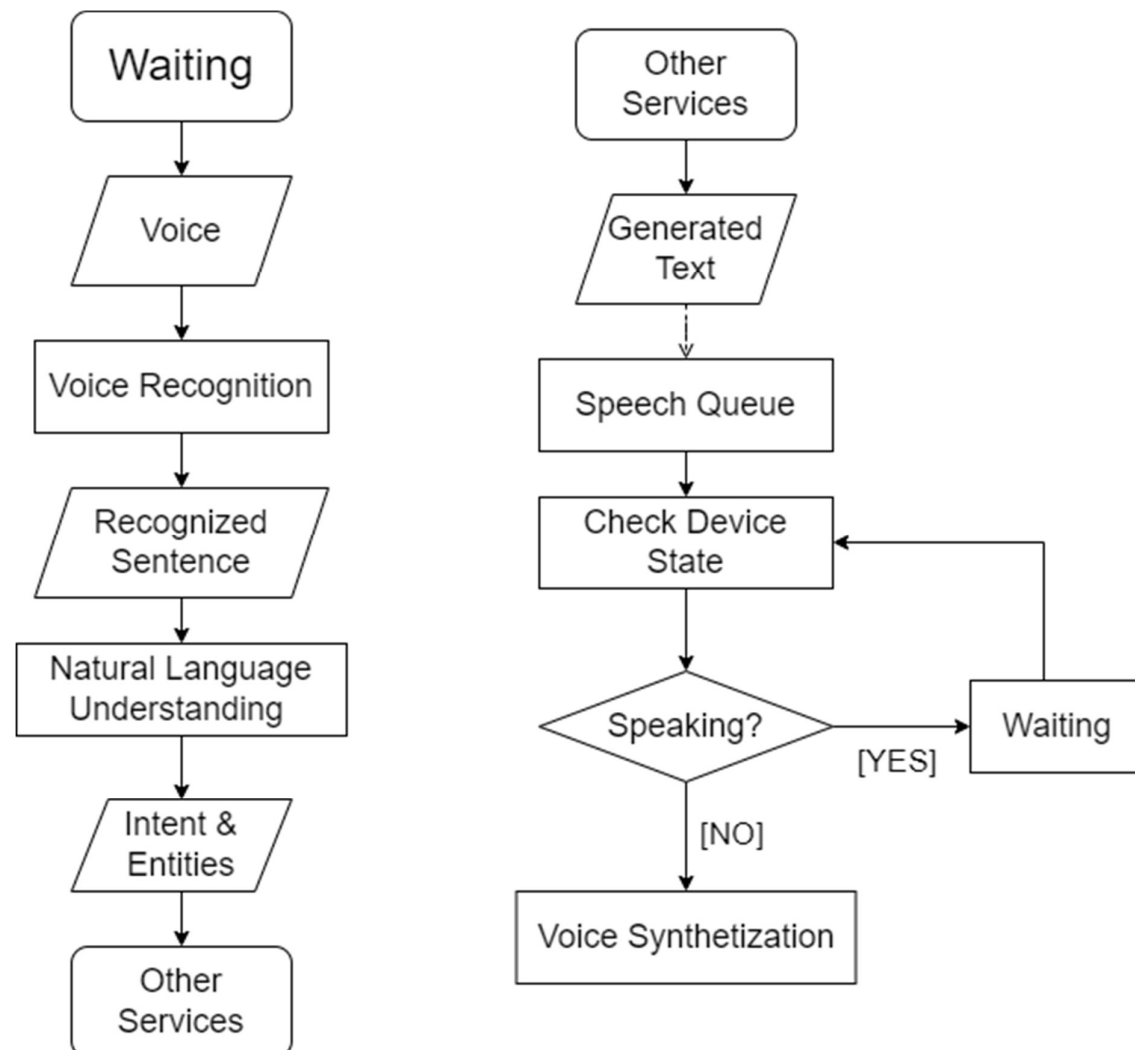 Waiting
Voice
Voice Recognition
Recognized
Sentence
Natural Language
Understanding
Intent &
Entities
Other
Services
Other
Services
Generated
Text
Speech Queue
Check Device
State
Speaking?
[YES]
Waiting
[NO]
Voice Synthetization